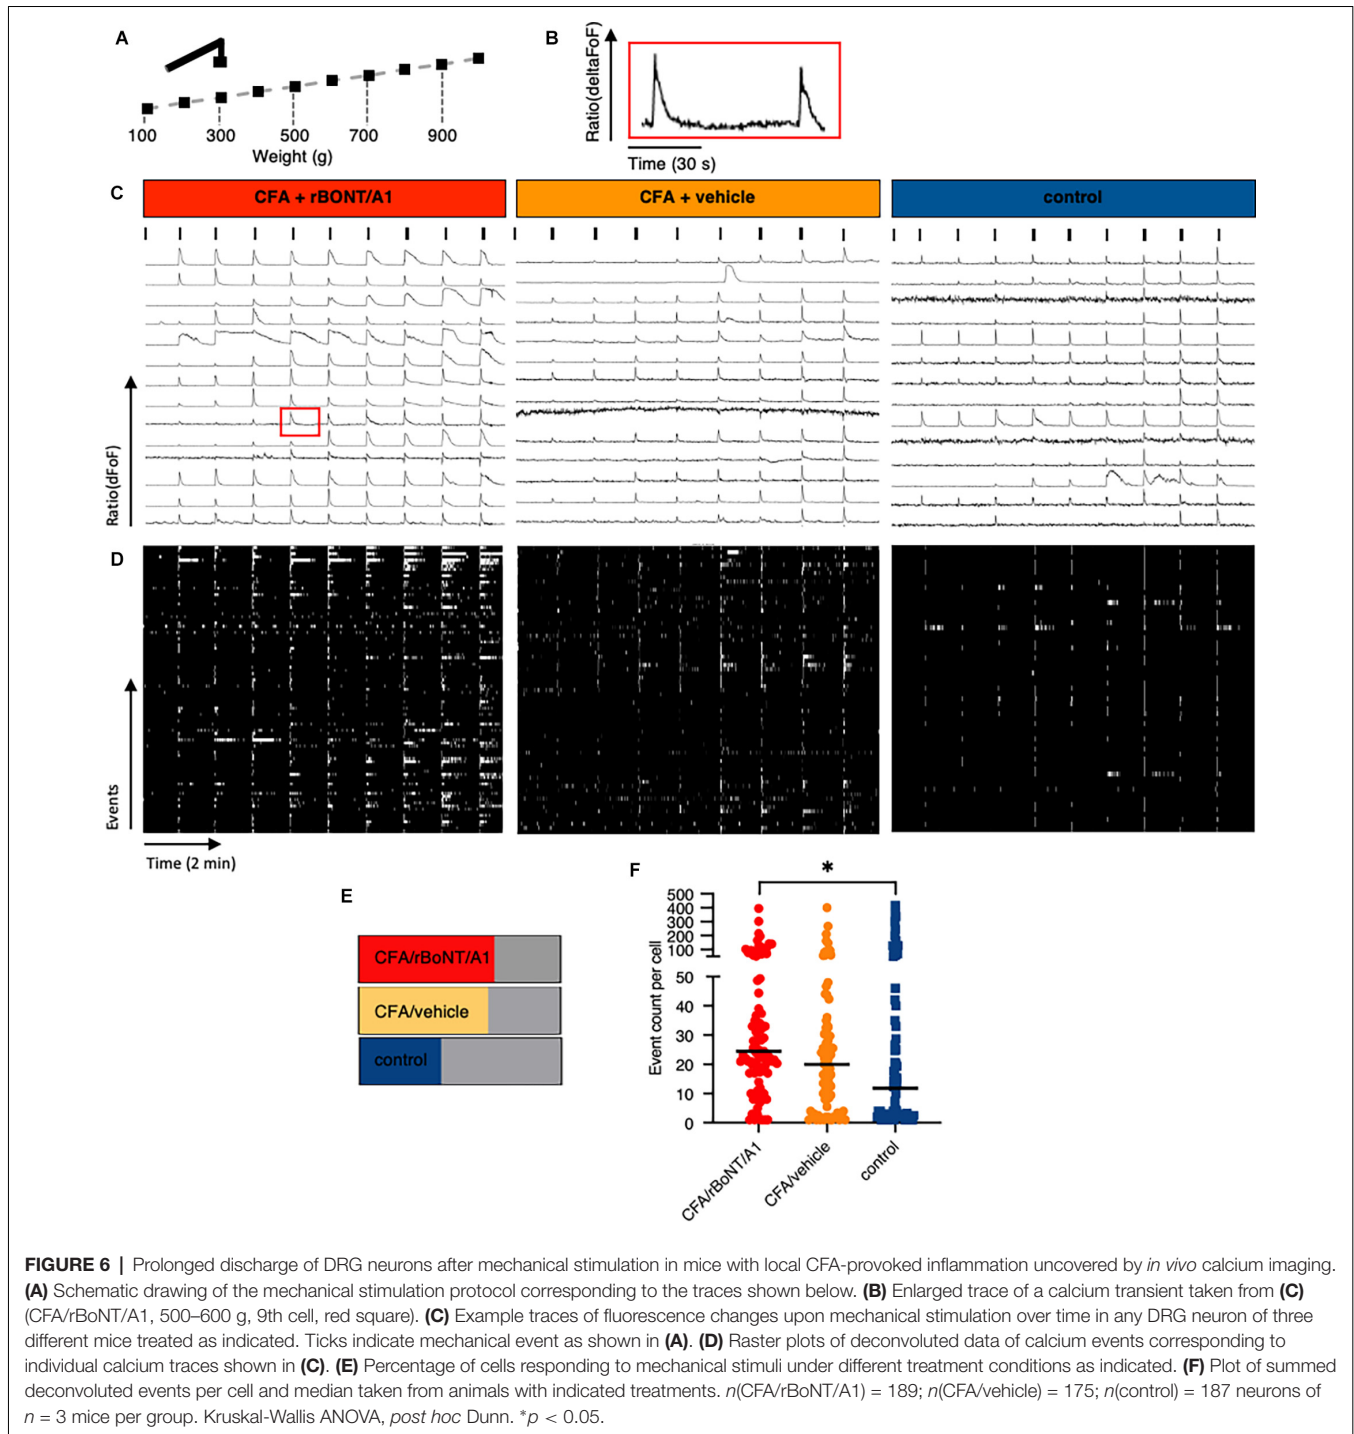 A
100 300 500 700 900
Weight (g)
B
Ratio(deltaFoF)
Time (30 s)
C
CFA + rBONT/A1
CFA + vehicle
control
Ratio(dFoF)
D
Events
Time (2 min)
E
CFA/rBoNT/A1
CFA/vehicle
control
F
*
Event count per cell
500
400
300
200
100
50
40
30
20
10
0
CFA/rBoNT/A1
CFA/vehicle
control
FIGURE 6 | Prolonged discharge of DRG neurons after mechanical stimulation in mice with local CFA-provoked inflammation uncovered by in vivo calcium imaging.
(A) Schematic drawing of the mechanical stimulation protocol corresponding to the traces shown below. (B) Enlarged trace of a calcium transient taken from (C)
(CFA/rBoNT/A1, 500–600 g, 9th cell, red square). (C) Example traces of fluorescence changes upon mechanical stimulation over time in any DRG neuron of three
different mice treated as indicated. Ticks indicate mechanical event as shown in (A). (D) Raster plots of deconvoluted data of calcium events corresponding to
individual calcium traces shown in (C). (E) Percentage of cells responding to mechanical stimuli under different treatment conditions as indicated. (F) Plot of summed
deconvoluted events per cell and median taken from animals with indicated treatments. n(CFA/rBoNT/A1) = 189; n(CFA/vehicle) = 175; n(control) = 187 neurons of
n = 3 mice per group. Kruskal-Wallis ANOVA, post hoc Dunn. *p < 0.05.